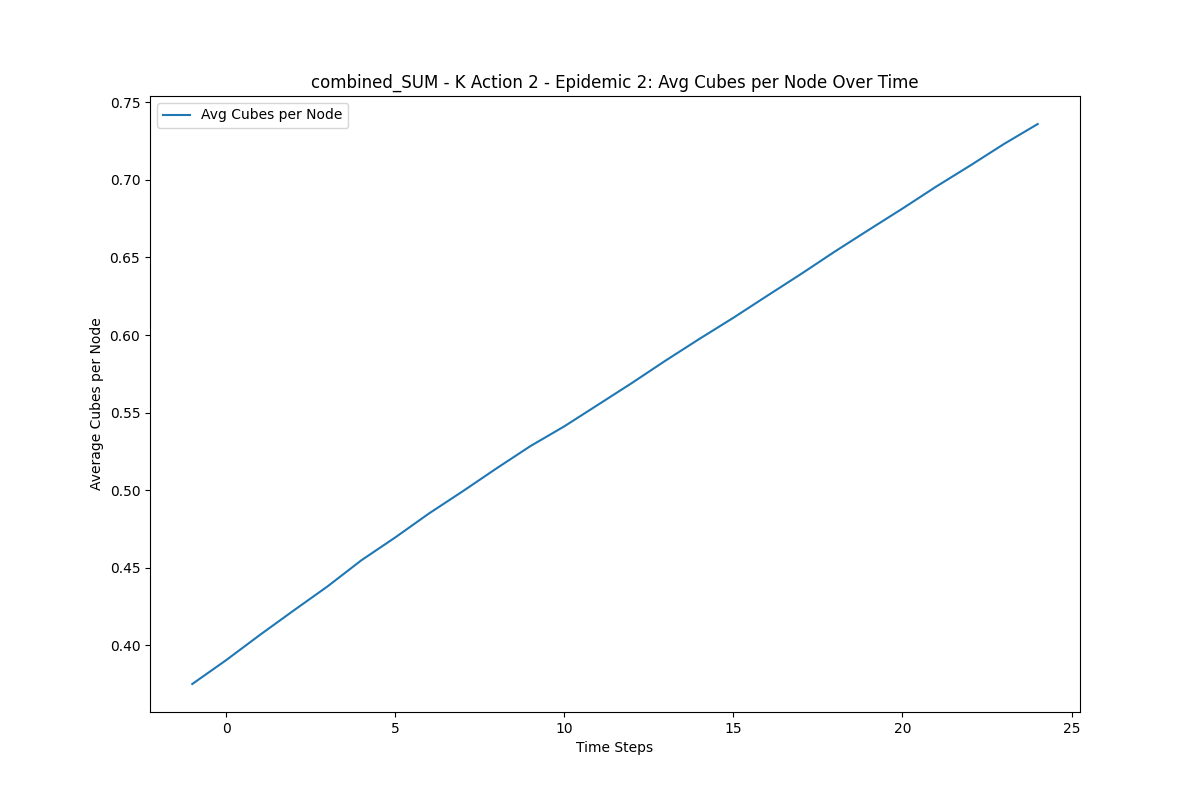 combined_SUM - K Action 2 - Epidemic 2: Avg Cubes per Node Over Time
Avg Cubes per Node
Average Cubes per Node
0.75
0.70
0.65
0.60
0.55
0.50
0.45
0.40
0 5 10 15 20 25
Time Steps